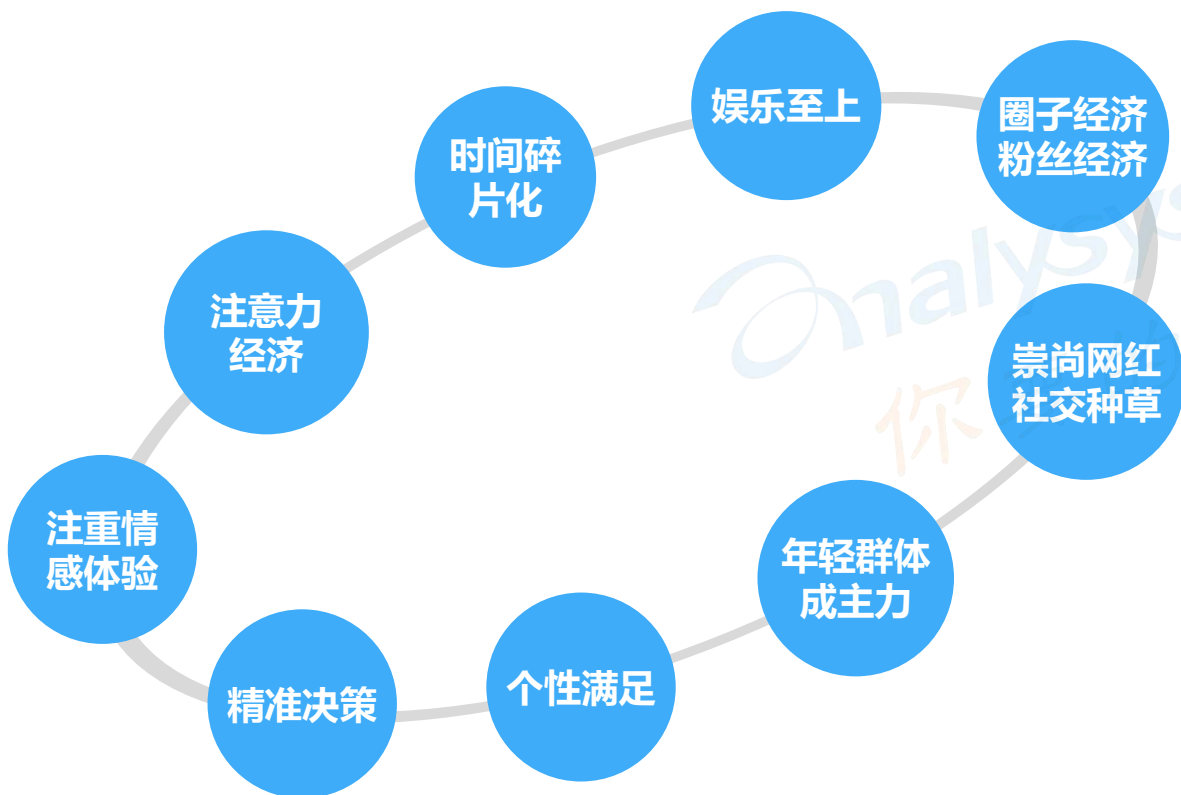 娱乐至上
圈子经济
粉丝经济
时间碎
片化
注意力
经济
崇尚网红
社交种草
注重情
感体验
年轻群体
成主力
个性满足
精准决策
analysys
你